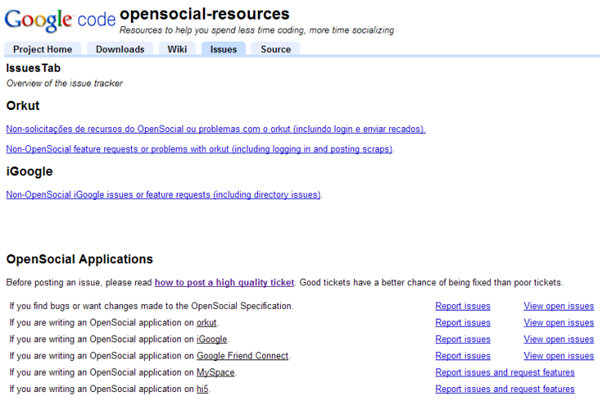 Google code opensocial-resources
Resources to help you spend less time coding, more time socializing
Project Home Downloads Wiki Issues Source
IssuesTab
Overview of the issue tracker
Orkut
Non-solicitações de recursos do OpenSocial ou problemas com o orkut (incluindo login e enviar recados).
Non-OpenSocial feature requests or problems with orkut (including logging in and posting scraps).
iGoogle
Non-OpenSocial iGoogle issues or feature requests (including directory issues).
OpenSocial Applications
Before posting an issue, please read how to post a high quality ticket. Good tickets have a better chance of being fixed than poor tickets.
If you find bugs or want changes made to the OpenSocial Specification. Report issues View open issues
If you are writing an OpenSocial application on orkut. Report issues View open issues
If you are writing an OpenSocial application on iGoogle. Report issues View open issues
If you are writing an OpenSocial application on Google Friend Connect. Report issues View open issues
If you are writing an OpenSocial application on MySpace. Report issues and request features
If you are writing an OpenSocial application on hi5. Report issues and request features